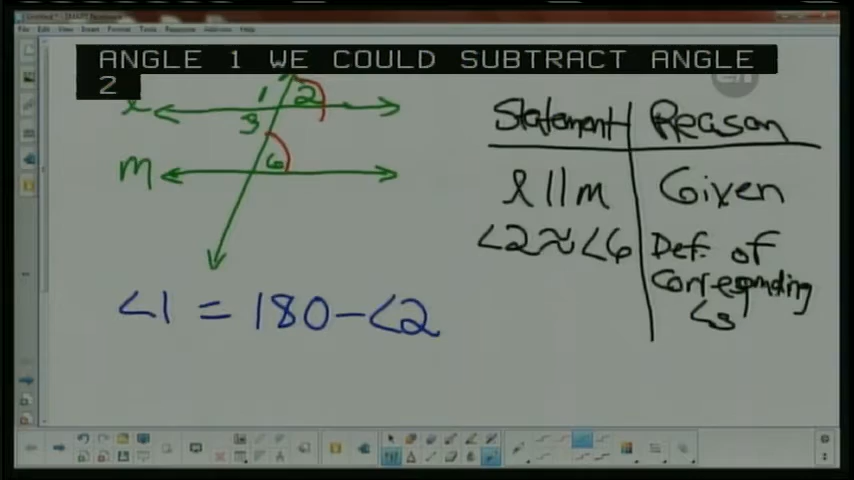 ANGLE 1 WE COULD SUBTRACT ANGLE
2
1 2
l
3
m
6
Statement Reason
l || m Given
<2≈<6 Def. of
Corresponding
<s
<1 = 180-<2